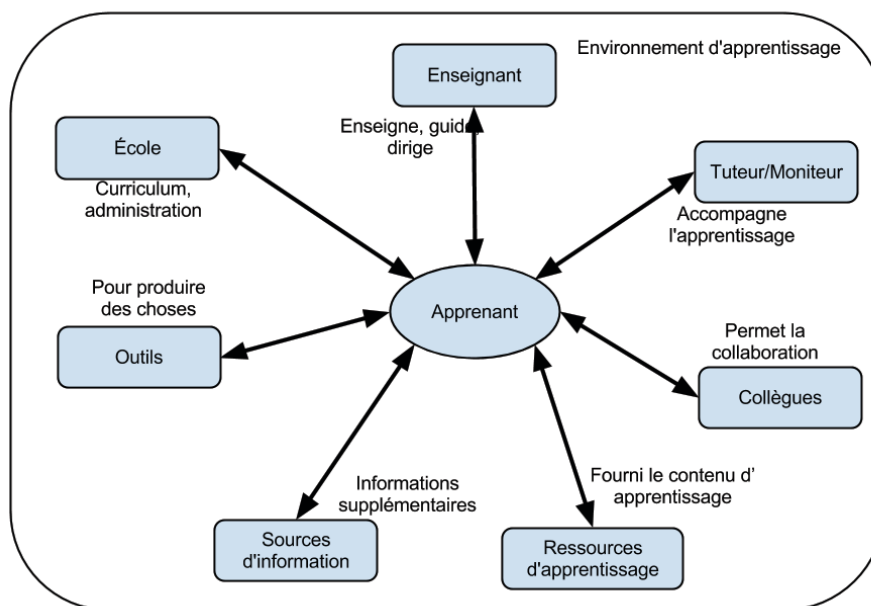 Environnement d'apprentissage
Enseignant
Enseigne, guide,
dirige
École
Curriculum,
administration
Tuteur/Moniteur
Accompagne
l'apprentissage
Pour produire
des choses
Outils
Apprenant
Permet la
collaboration
Collègues
Informations
supplémentaires
Sources
d'information
Fourni le contenu d’
apprentissage
Ressources
d'apprentissage